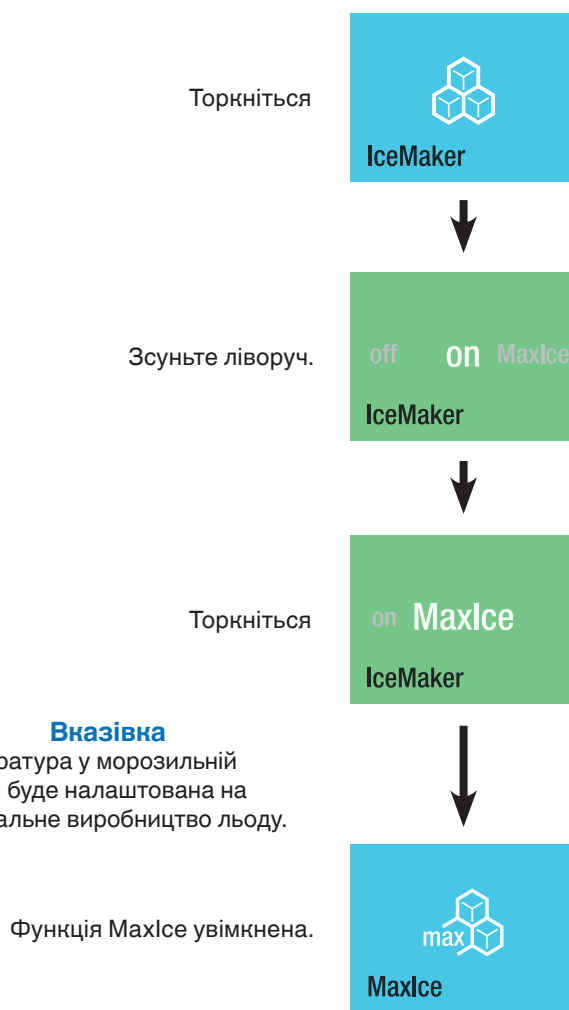 Торкніться
IceMaker
Зсуньте ліворуч.
off on MaxIce
IceMaker
Торкніться
on MaxIce
IceMaker
Вказівка
ратура у морозильній
буде налаштована на
альне виробництво льоду.
Функція MaxIce увімкнена.
max
MaxIce